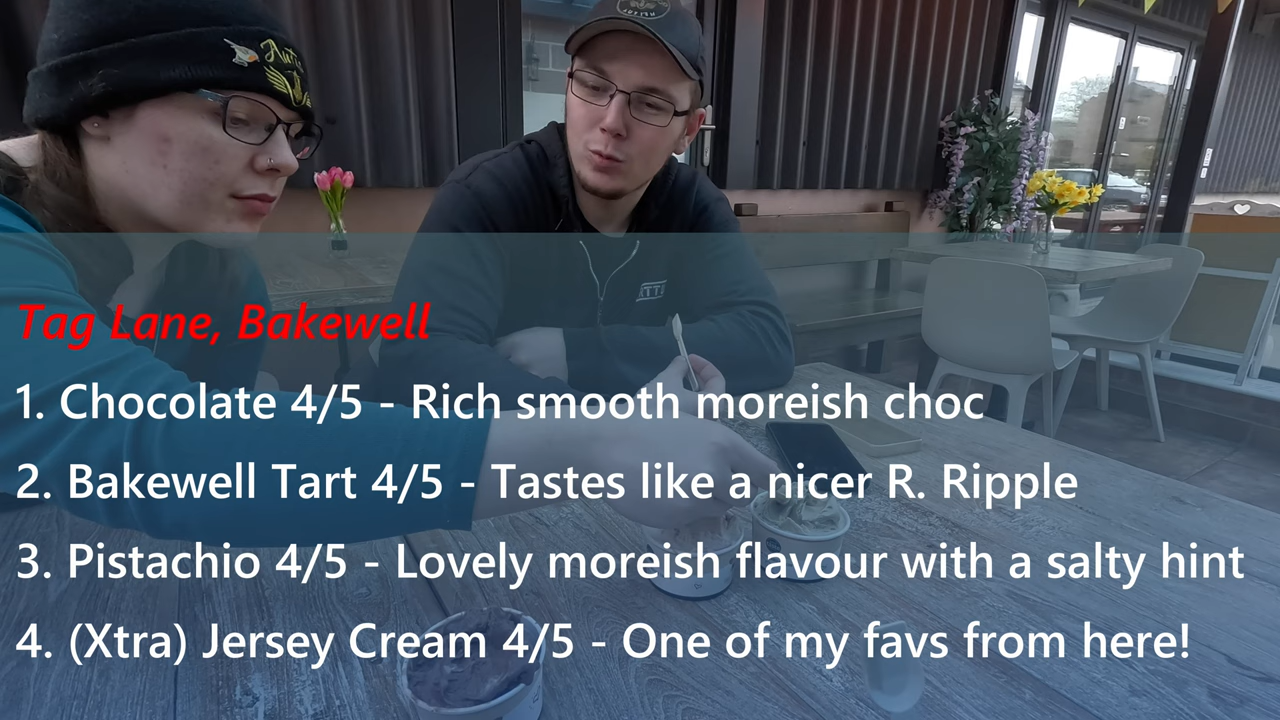 Tag Lane, Bakewell
1. Chocolate 4/5 - Rich smooth moreish choc
2. Bakewell Tart 4/5 - Tastes like a nicer R. Ripple
3. Pistachio 4/5 - Lovely moreish flavour with a salty hint
4. (Xtra) Jersey Cream 4/5 - One of my favs from here!